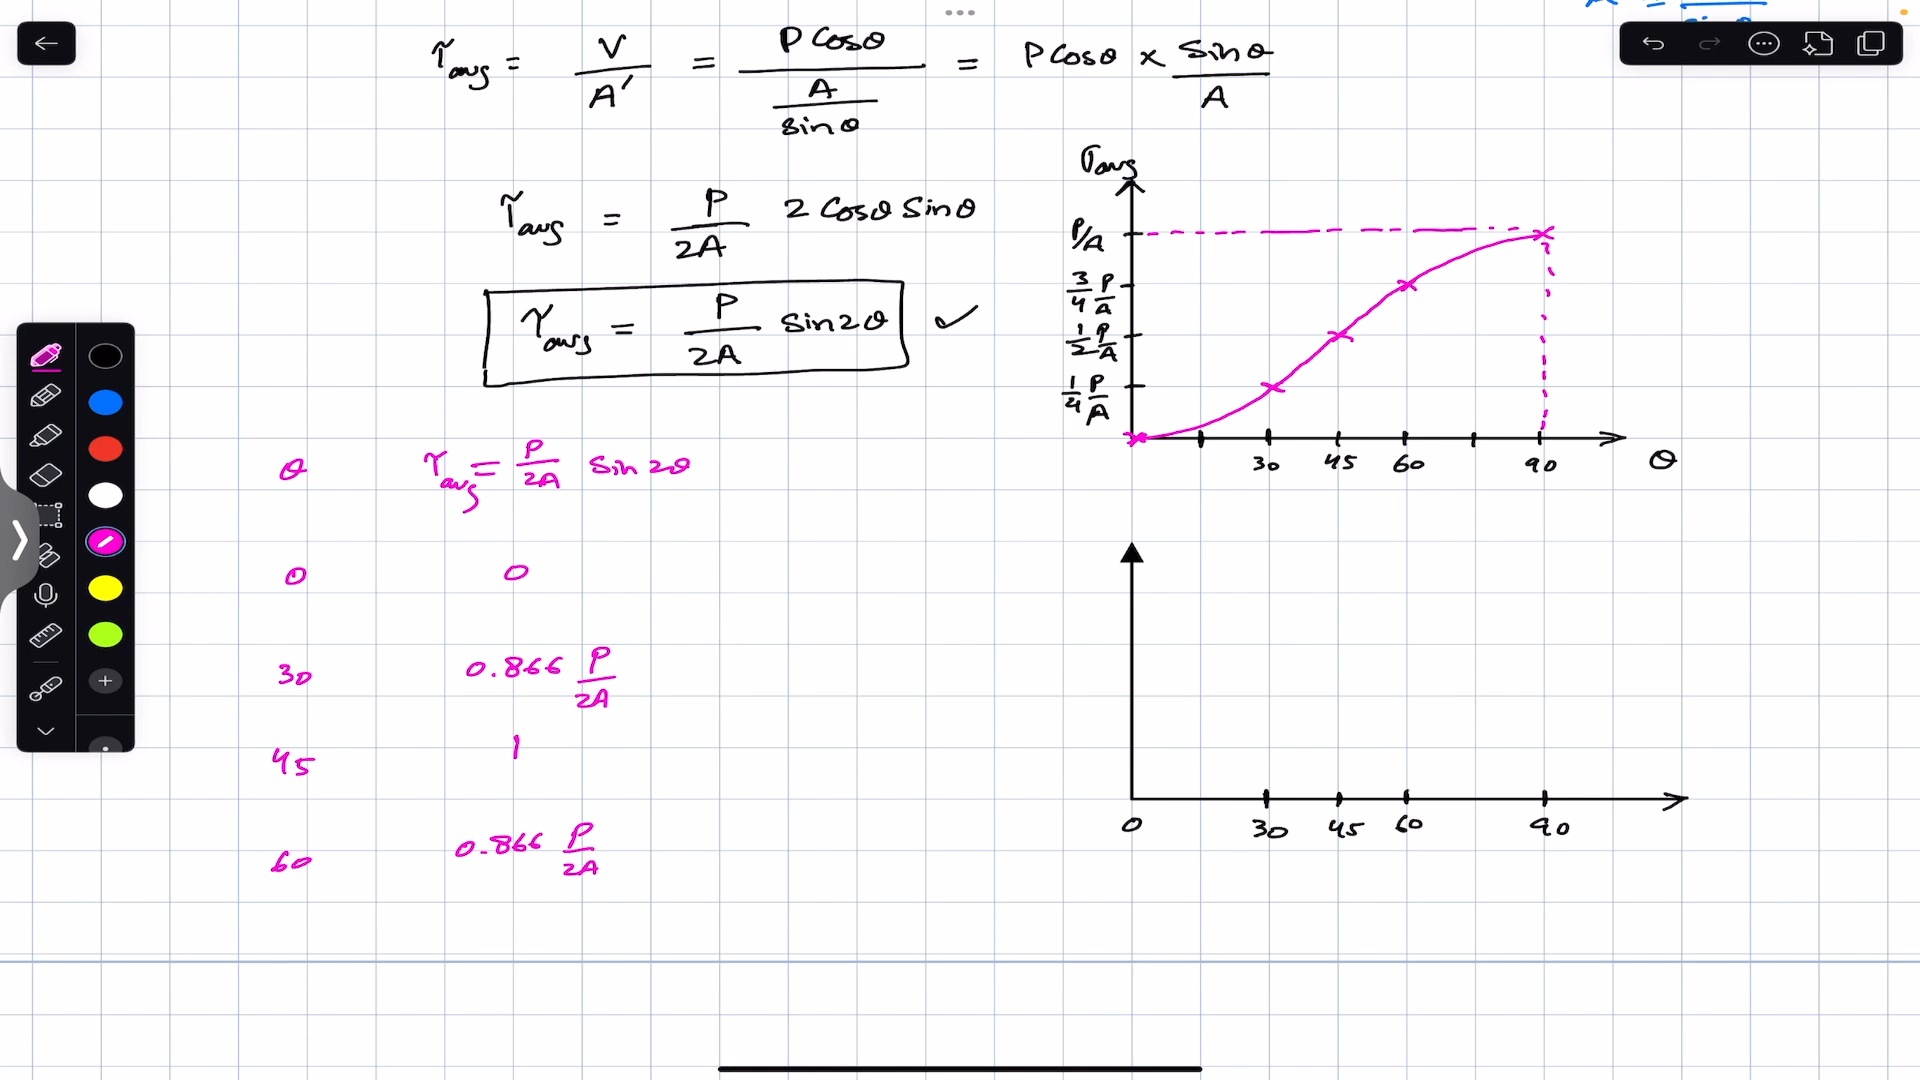 τavg = V/A' = P Cosθ / (A/sinθ) = P cosθ × Sinθ/A
τavg = P/2A 2 Cosθ Sinθ
τavg = P/2A Sin2θ ✓
σavg
P/A
3/4 P/A
1/2 P/A
1/4 P/A
30 45 60 90 θ
θ τavg = P/2A Sin 2θ
0 0
30 0.866 P/2A
45 1
60 0.866 P/2A
0 30 45 60 90